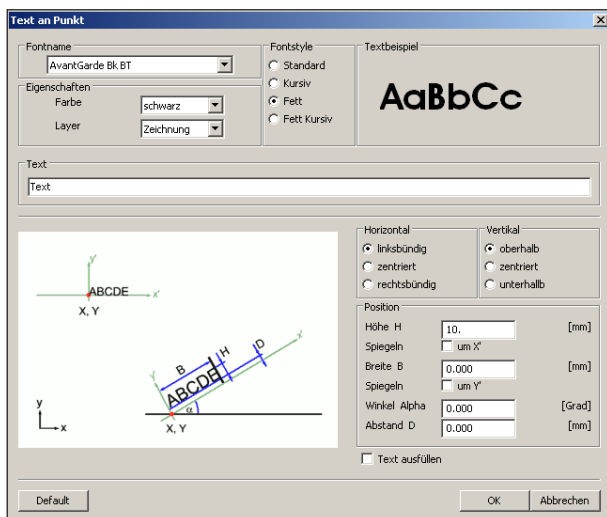 Text an Punkt
Fontname
AvantGarde Bk BT
Eigenschaften
Farbe
schwarz
Layer
Zeichnung
Fontstyle
Standard
Kursiv
Fett
Fett Kursiv
Textbeispiel
AaBbCc
Text
Text
y'
ABCDE
x'
X, Y
y
x
B
H
D
x'
y'
ABCDE
α
X, Y
Horizontal
linksbündig
zentriert
rechtsbündig
Vertikal
oberhalb
zentriert
unterhallb
Position
Höhe H 10. [mm]
Spiegeln um X'
Breite B 0.000 [mm]
Spiegeln um Y'
Winkel Alpha 0.000 [Grad]
Abstand D 0.000 [mm]
Text ausfüllen
Default
OK
Abbrechen